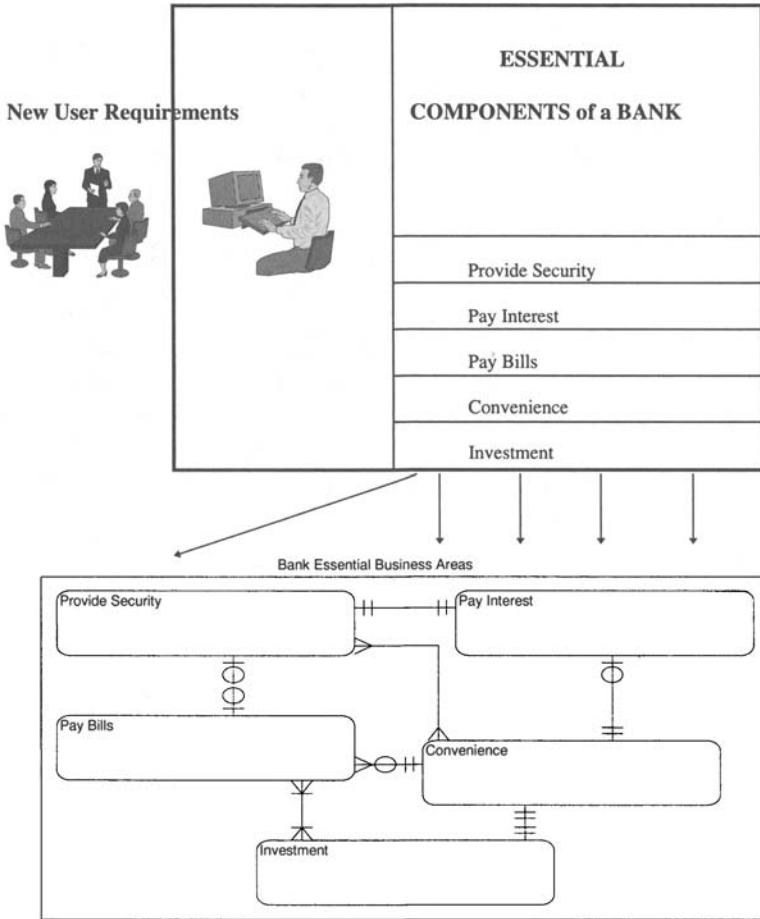 ESSENTIAL
New User Requirements
COMPONENTS of a BANK
Provide Security
Pay Interest
Pay Bills
Convenience
Investment
Bank Essential Business Areas
Provide Security
Pay Interest
Pay Bills
Convenience
Investment